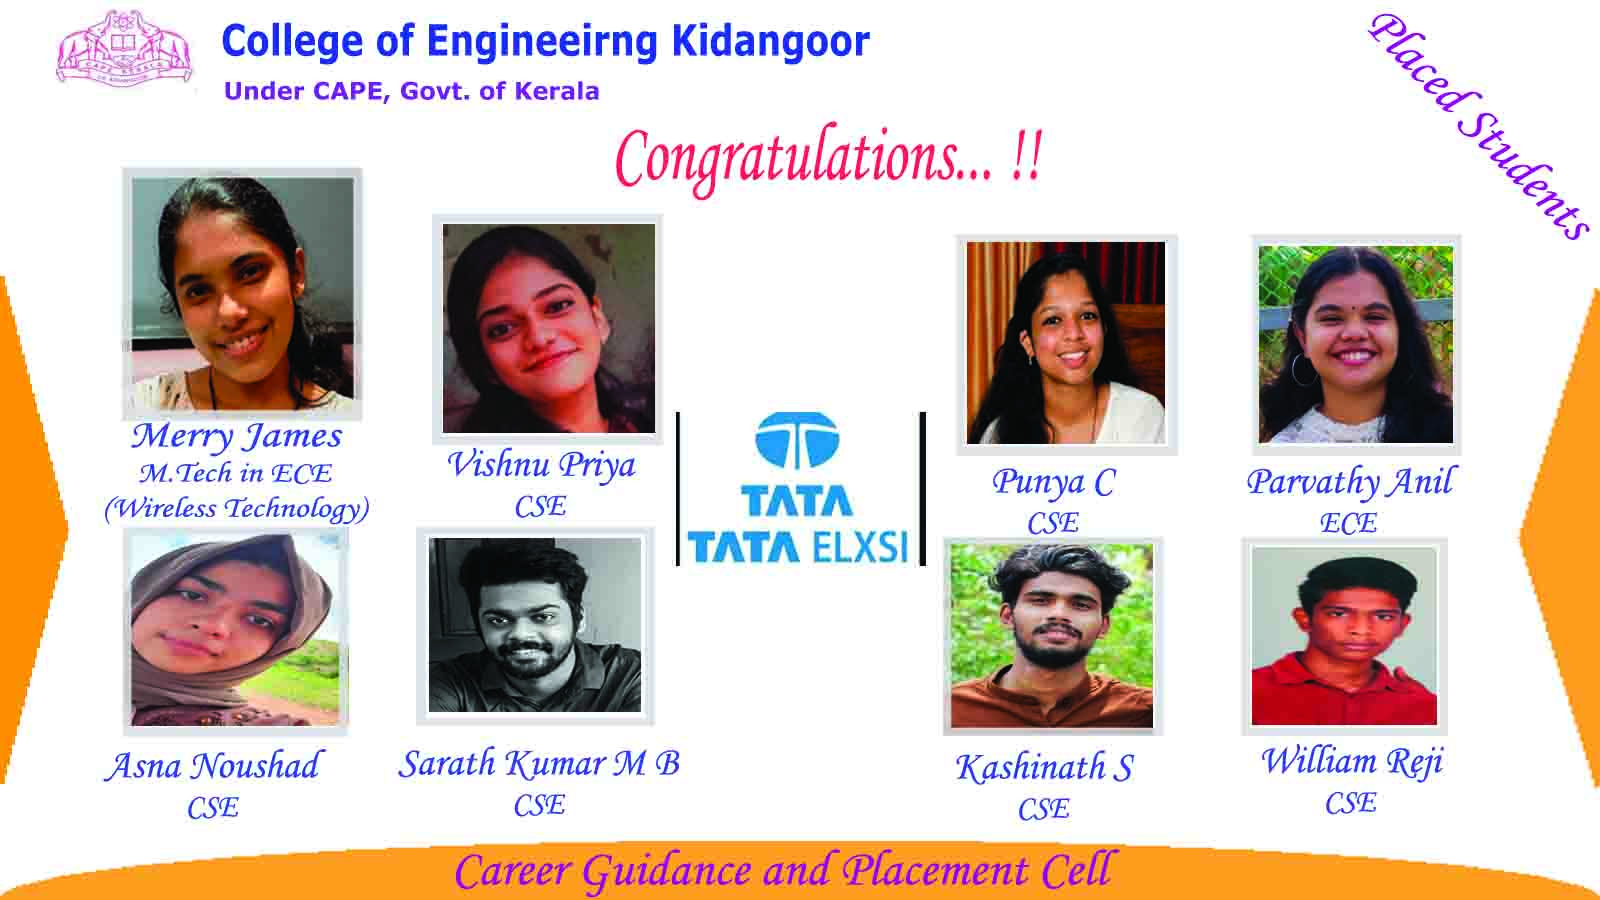 College of Engineeirng Kidangoor
Under CAPE, Govt. of Kerala
Placed Students
Congratulations... !!
Merry James
M.Tech in ECE
(Wireless Technology)
Vishnu Priya
CSE
Punya C
CSE
Parvathy Anil
ECE
TATA
TATA ELXSI
Asna Noushad
CSE
Sarath Kumar M B
CSE
Kashinath S
CSE
William Reji
CSE
Career Guidance and Placement Cell